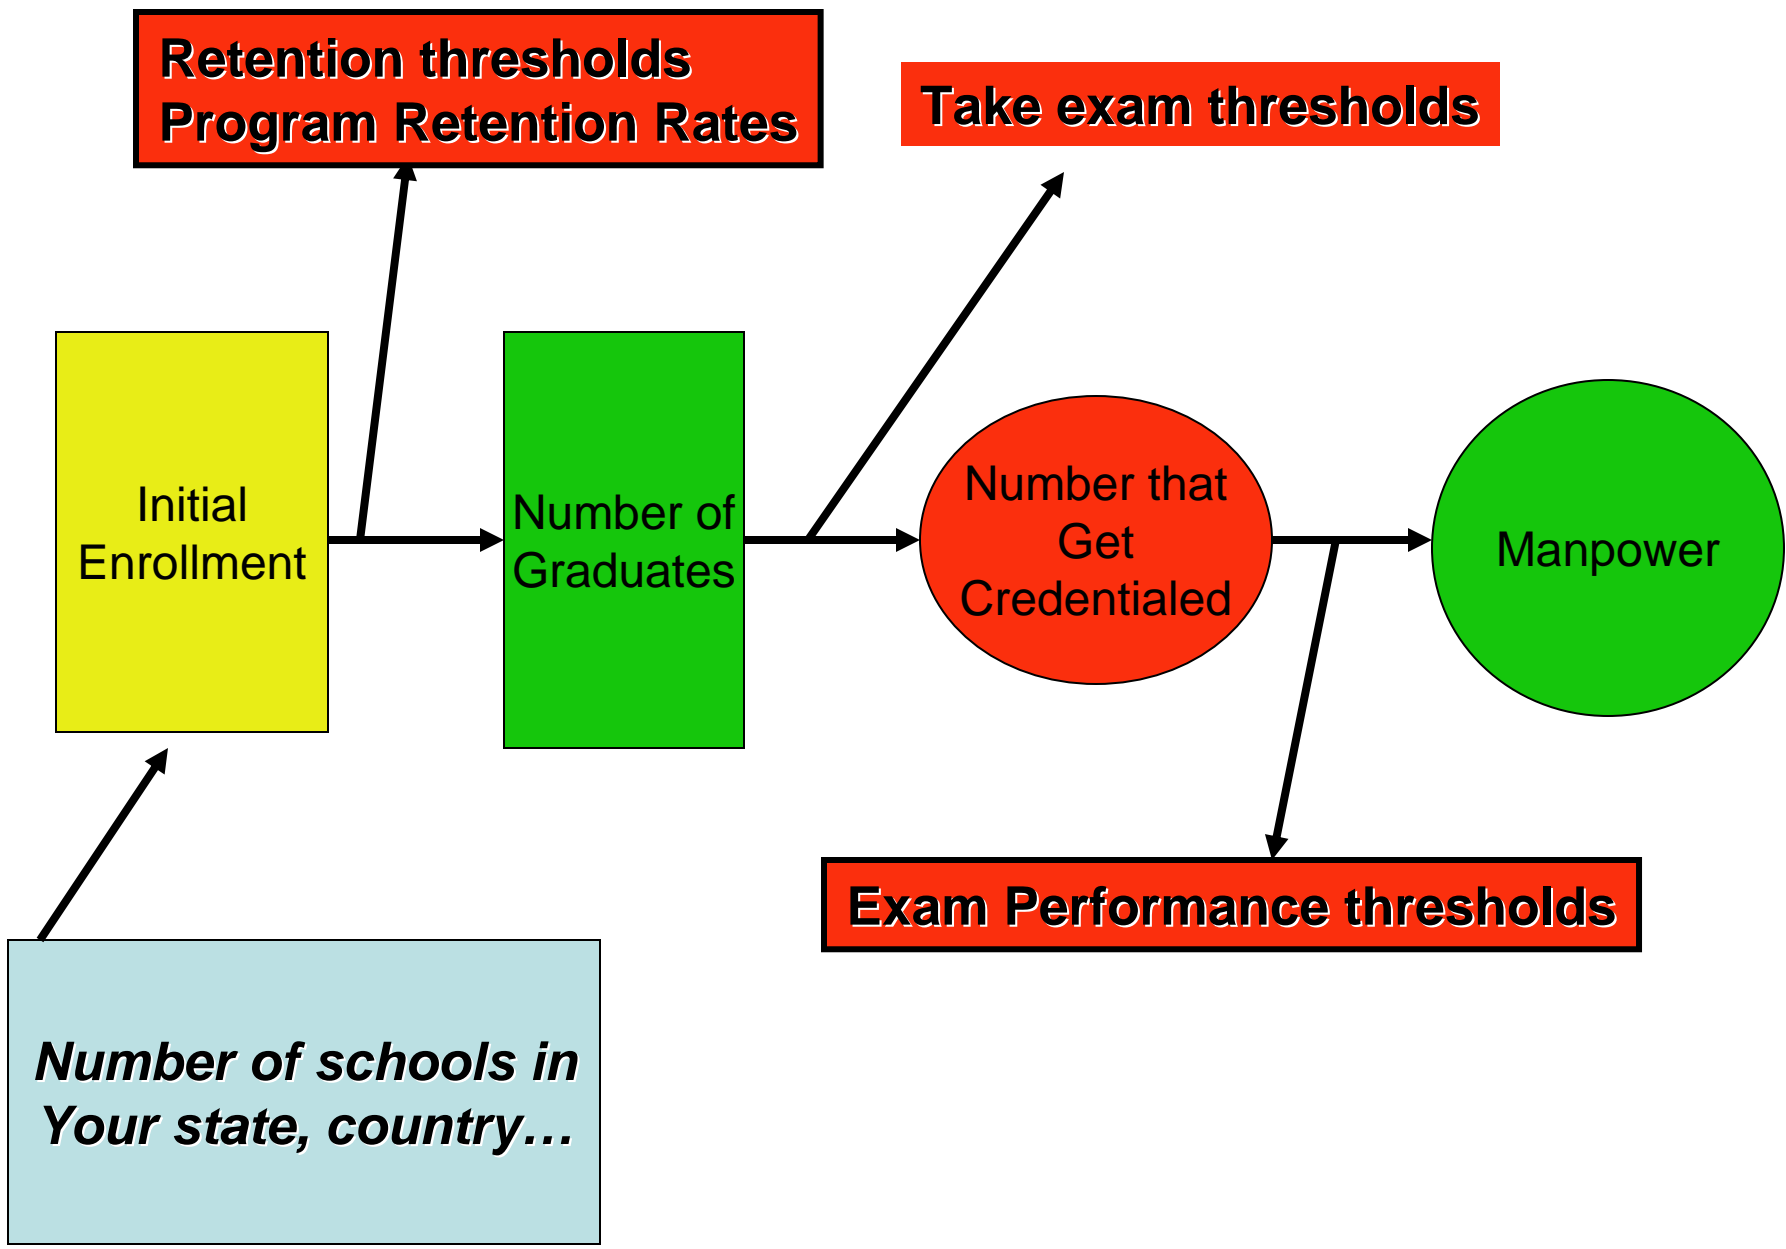 Retention thresholds
Program Retention Rates
Take exam thresholds
Initial
Enrollment
Number of
Graduates
Number that
Get
Credentialed
Manpower
Exam Performance thresholds
Number of schools in
Your state, country…